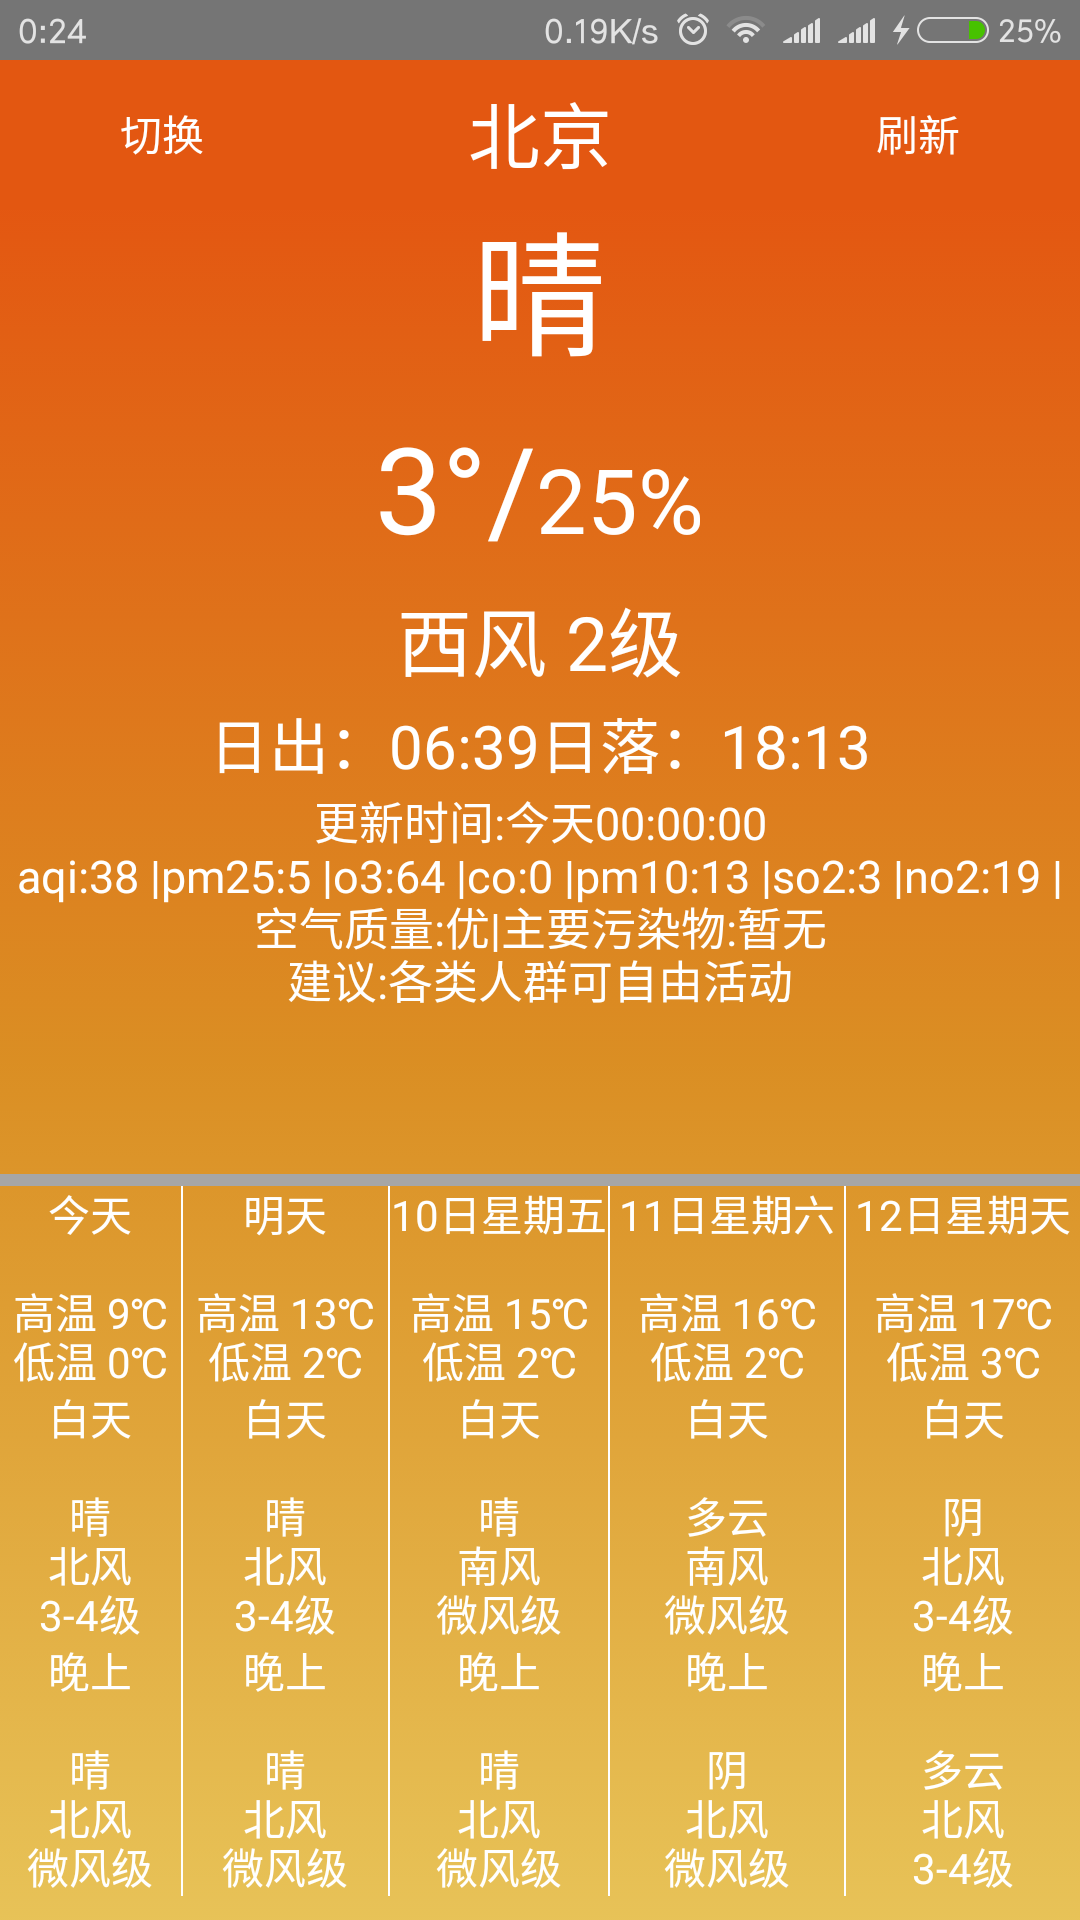 0:24 0.19K/s 25%
切换 北京 刷新
晴
3°/25%
西风 2级
日出：06:39日落：18:13
更新时间:今天00:00:00
aqi:38 |pm25:5 |o3:64 |co:0 |pm10:13 |so2:3 |no2:19 |
空气质量:优|主要污染物:暂无
建议:各类人群可自由活动
今天 明天 10日星期五 11日星期六 12日星期天
高温 9℃ 高温 13℃ 高温 15℃ 高温 16℃ 高温 17℃
低温 0℃ 低温 2℃ 低温 2℃ 低温 2℃ 低温 3℃
白天 白天 白天 白天 白天
晴 晴 晴 多云 阴
北风 北风 南风 南风 北风
3-4级 3-4级 微风级 微风级 3-4级
晚上 晚上 晚上 晚上 晚上
晴 晴 晴 阴 多云
北风 北风 北风 北风 北风
微风级 微风级 微风级 微风级 3-4级